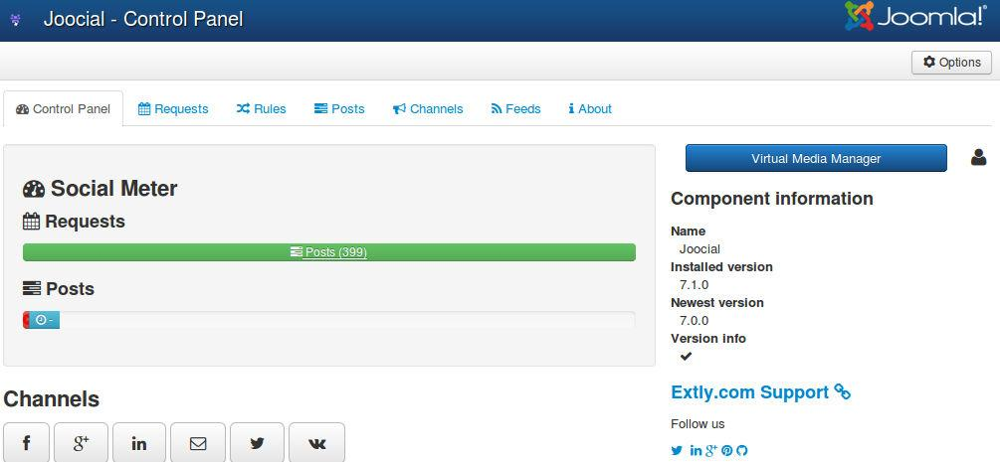 Joocial - Control Panel
Joomla!®
Options
Control Panel Requests Rules Posts Channels Feeds About
Social Meter
Requests
Posts (399)
Posts
-
Channels
Virtual Media Manager
Component information
Name
Joocial
Installed version
7.1.0
Newest version
7.0.0
Version info
Extly.com Support
Follow us